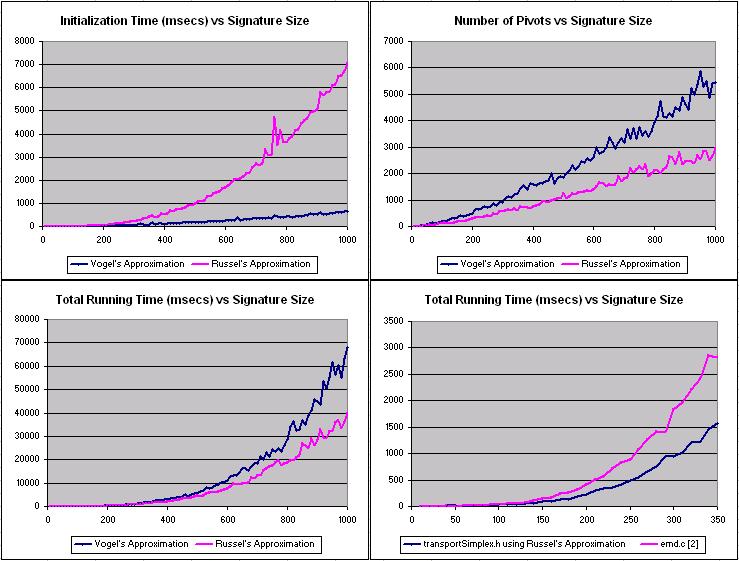 Initialization Time (msecs) vs Signature Size
8000
7000
6000
5000
4000
3000
2000
1000
0
0 200 400 600 800 1000
Vogel's Approximation Russel's Approximation
Number of Pivots vs Signature Size
7000
6000
5000
4000
3000
2000
1000
0
0 200 400 600 800 1000
Vogel's Approximation Russel's Approximation
Total Running Time (msecs) vs Signature Size
80000
70000
60000
50000
40000
30000
20000
10000
0
0 200 400 600 800 1000
Vogel's Approximation Russel's Approximation
Total Running Time (msecs) vs Signature Size
3500
3000
2500
2000
1500
1000
500
0
0 50 100 150 200 250 300 350
transportSimplex.h using Russel's Approximation emd.c [2]